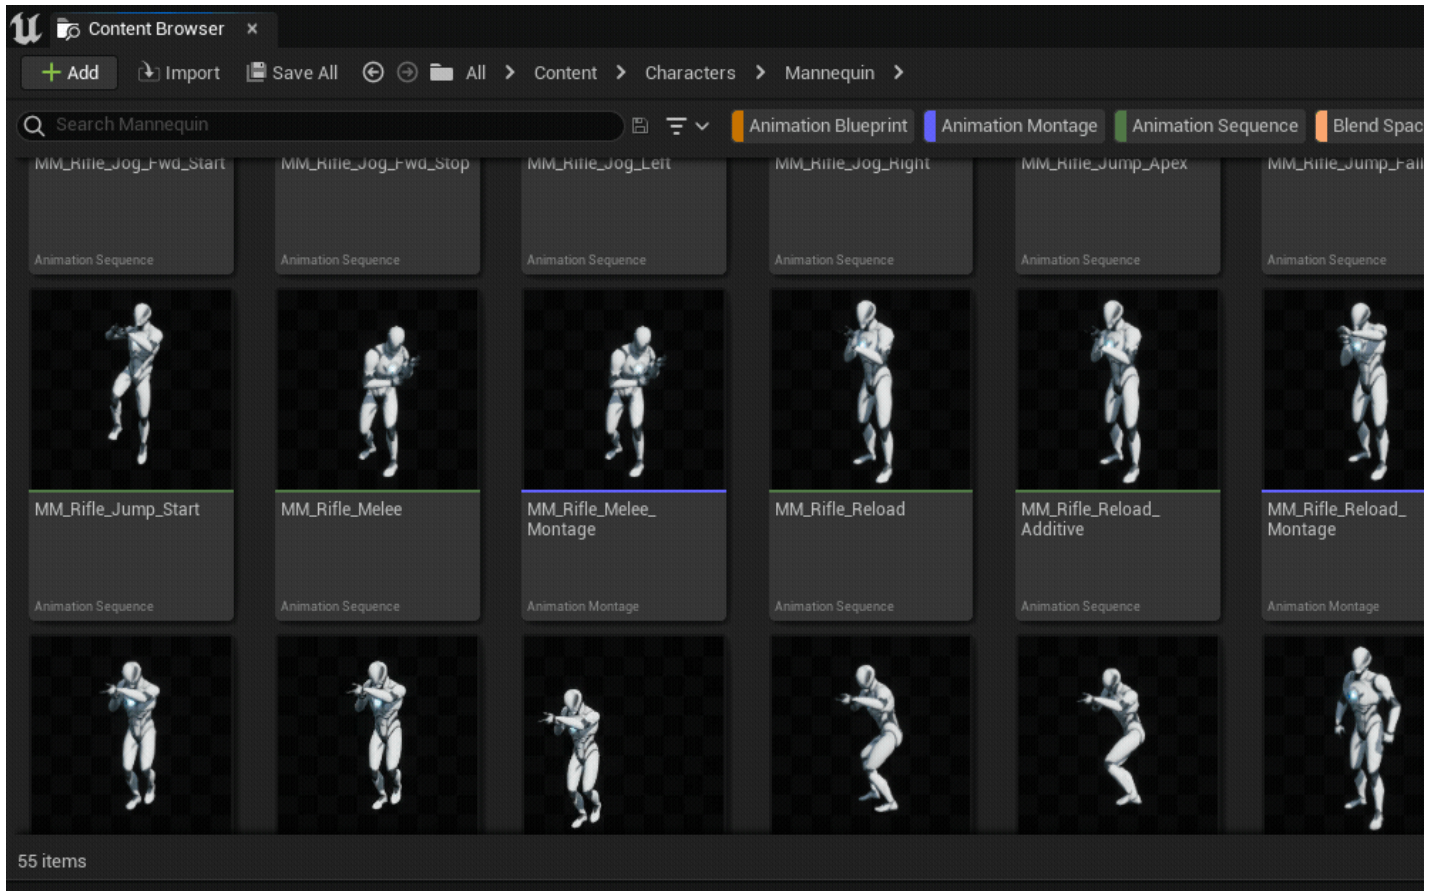 Content Browser
Add Import Save All All Content Characters Mannequin
Search Mannequin Animation Blueprint Animation Montage Animation Sequence Blend Spac
MM_Rifle_Jog_Fwd_Start MM_Rifle_Jog_Fwd_Stop MM_Rifle_Jog_Left MM_Rifle_Jog_Right MM_Rifle_Jump_Apex MM_Rifle_Jump_Fall
Animation Sequence Animation Sequence Animation Sequence Animation Sequence Animation Sequence Animation Sequence
MM_Rifle_Jump_Start MM_Rifle_Melee MM_Rifle_Melee_ MM_Rifle_Reload MM_Rifle_Reload_ MM_Rifle_Reload_
Montage Additive Montage
Animation Sequence Animation Sequence Animation Montage Animation Sequence Animation Sequence Animation Montage
55 items